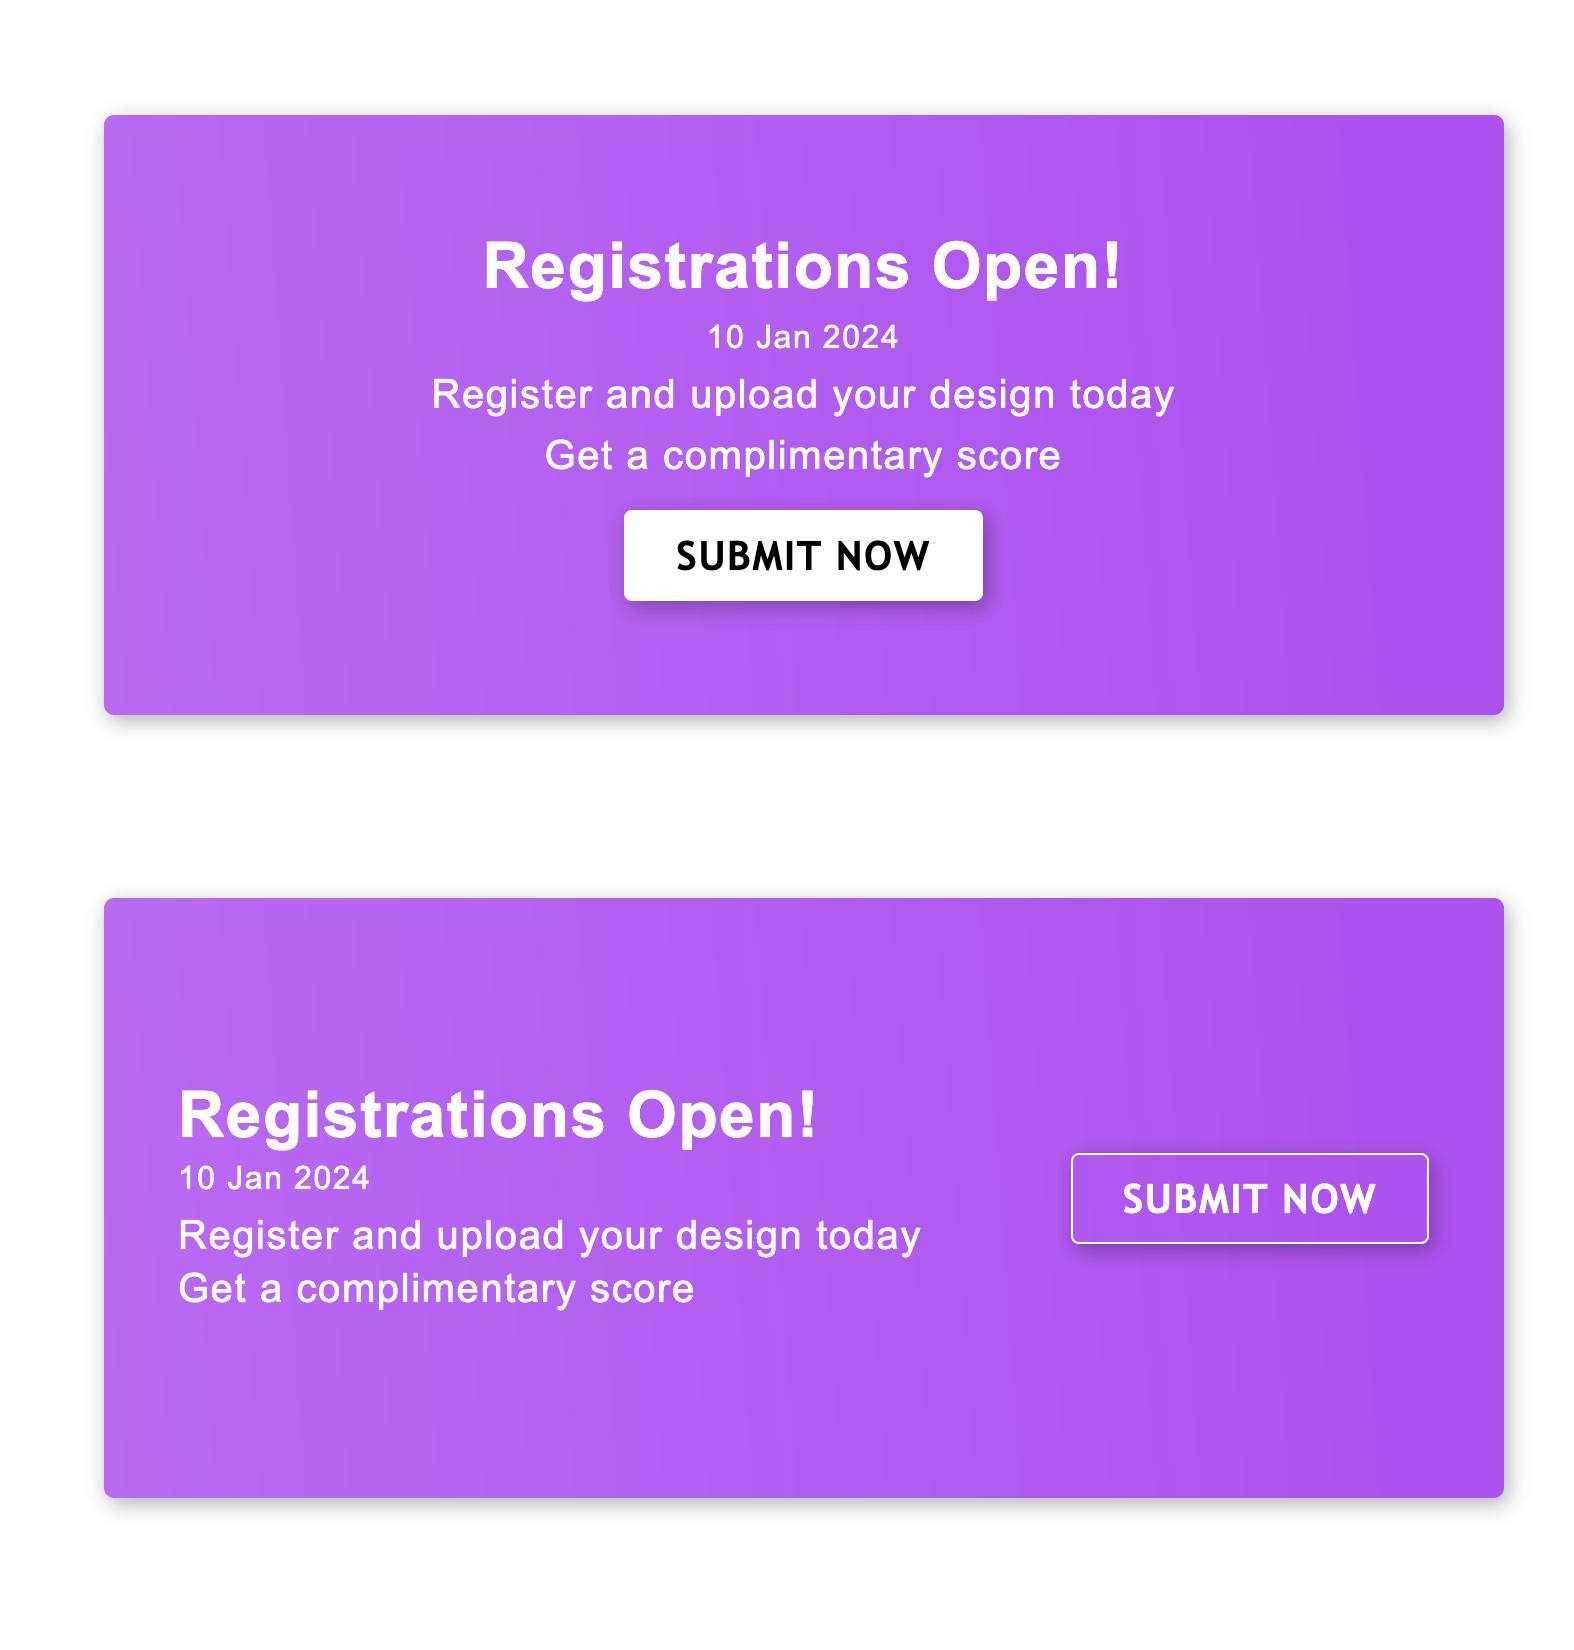 Registrations Open!
10 Jan 2024
Register and upload your design today
Get a complimentary score
SUBMIT NOW
Registrations Open!
10 Jan 2024
Register and upload your design today
Get a complimentary score
SUBMIT NOW